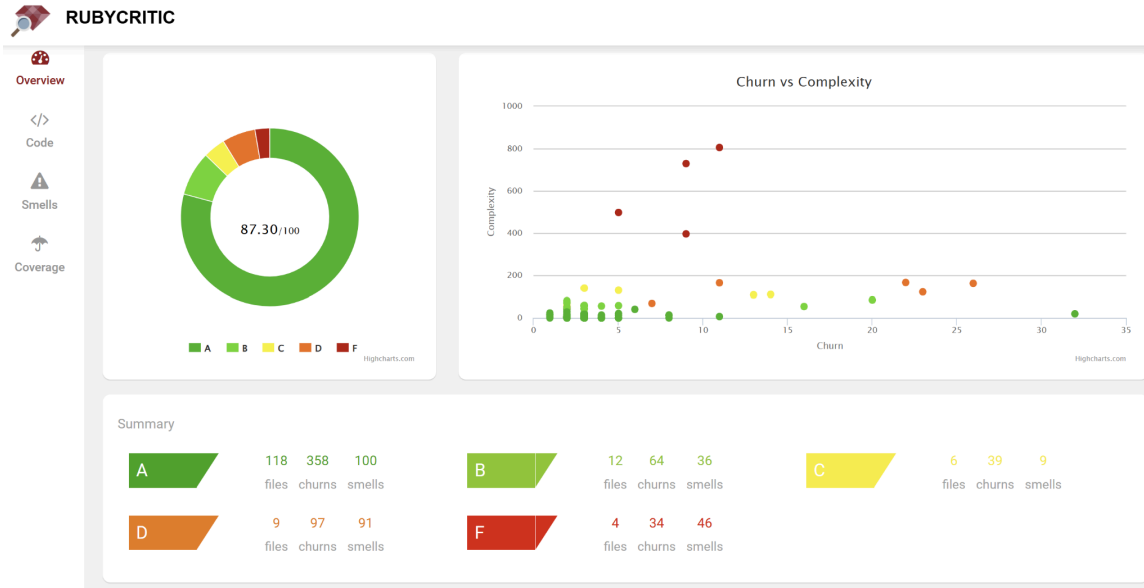 RUBYCRITIC
Overview
Code
Smells
Coverage
87.30/100
A B C D F
Highcharts.com
Churn vs Complexity
Complexity
1000
800
600
400
200
0
0 5 10 15 20 25 30 35
Churn
Highcharts.com
Summary
A
118 358 100
files churns smells
B
12 64 36
files churns smells
C
6 39 9
files churns smells
D
9 97 91
files churns smells
F
4 34 46
files churns smells